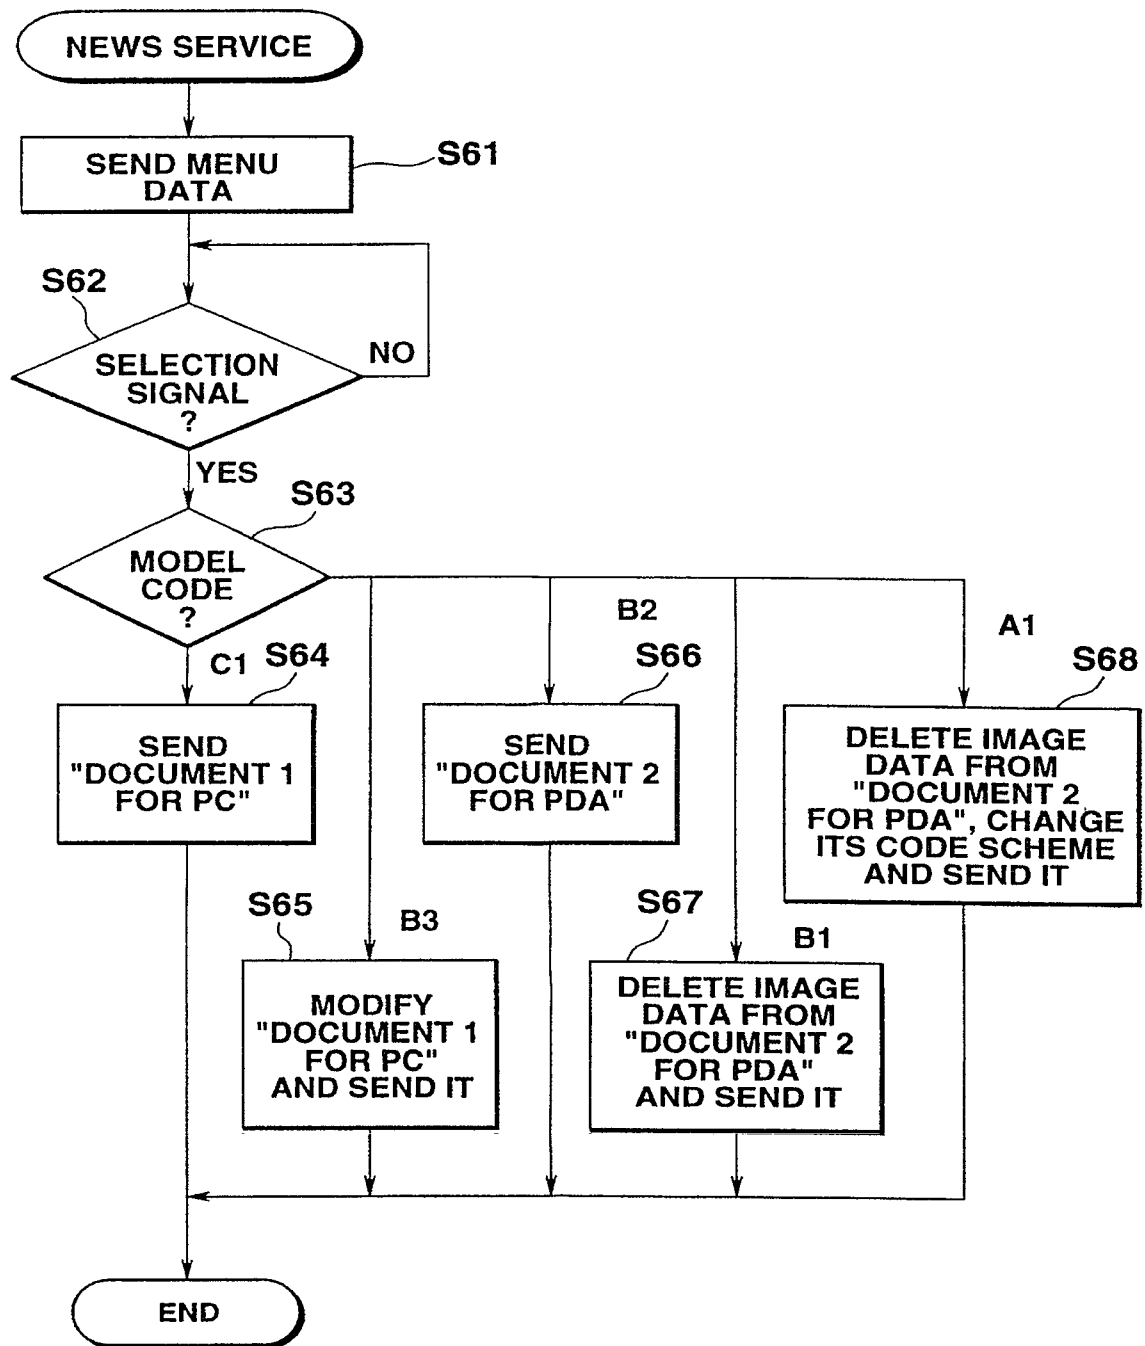 NEWS SERVICE
SEND MENU
DATA
S61
S62
SELECTION
SIGNAL
?
NO
YES
S63
MODEL
CODE
?
C1
S64
SEND
"DOCUMENT 1
FOR PC"
B3
S65
MODIFY
"DOCUMENT 1
FOR PC"
AND SEND IT
B2
S66
SEND
"DOCUMENT 2
FOR PDA"
B1
S67
DELETE IMAGE
DATA FROM
"DOCUMENT 2
FOR PDA"
AND SEND IT
A1
S68
DELETE IMAGE
DATA FROM
"DOCUMENT 2
FOR PDA", CHANGE
ITS CODE SCHEME
AND SEND IT
END